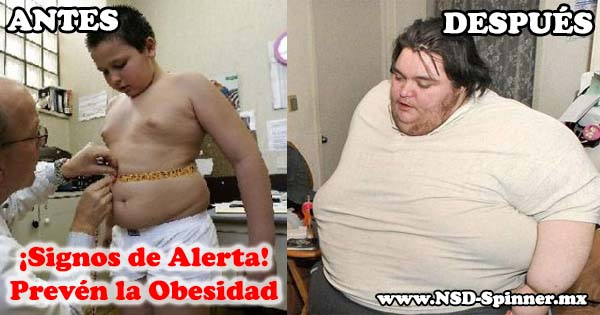 ANTES
DESPUÉS
¡Signos de Alerta!
Prevén la Obesidad
www.NSD-Spinner.mx